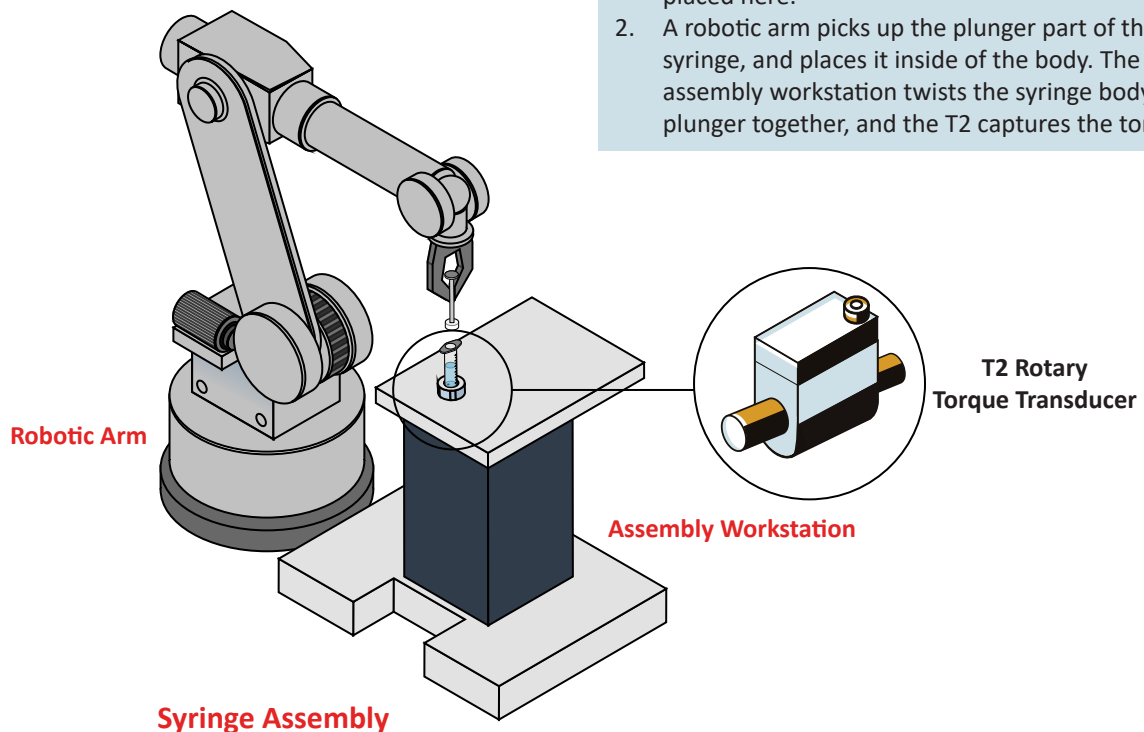 placed here.
2. A robotic arm picks up the plunger part of th
syringe, and places it inside of the body. The
assembly workstation twists the syringe body
plunger together, and the T2 captures the to
T2 Rotary
Torque Transducer
Robotic Arm
Assembly Workstation
Syringe Assembly